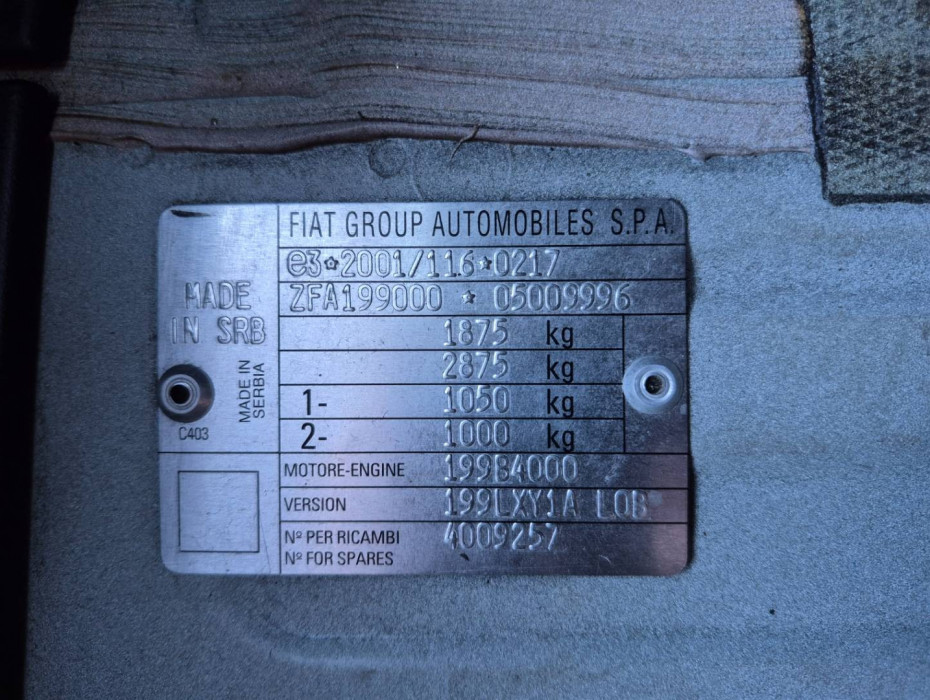 FIAT GROUP AUTOMOBILES S.P.A.
e3*2001/116*0217
ZFA199000 * 05009996
MADE
IN SRB
1875 kg
2875 kg
1- 1050 kg
2- 1000 kg
MADE IN
SERBIA
C403
MOTORE-ENGINE 199B4000
VERSION 199LXY1A LOB
Nº PER RICAMBI 4009257
Nº FOR SPARES